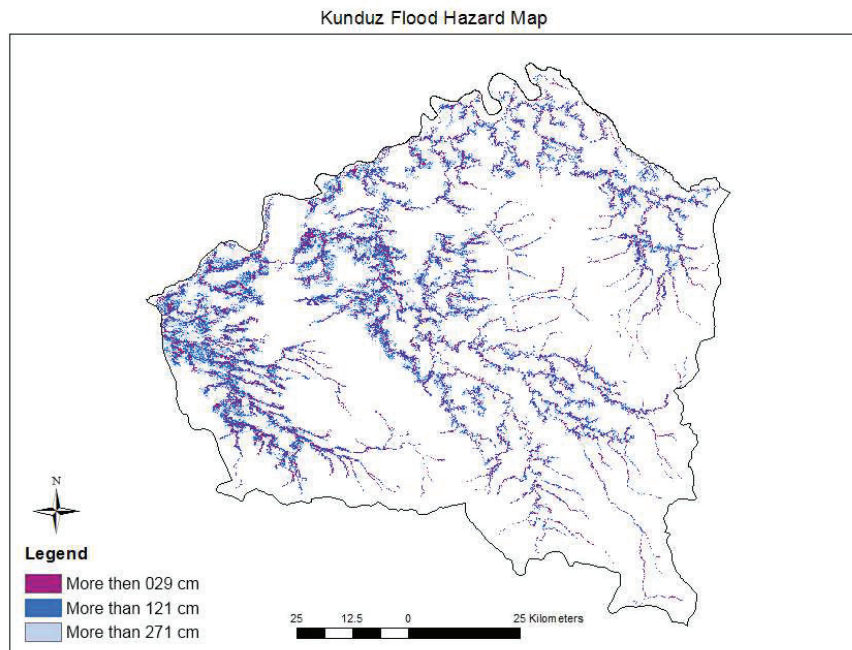 Kunduz Flood Hazard Map
N
Legend
More then 029 cm
More than 121 cm
More than 271 cm
25 12.5 0 25 Kilometers